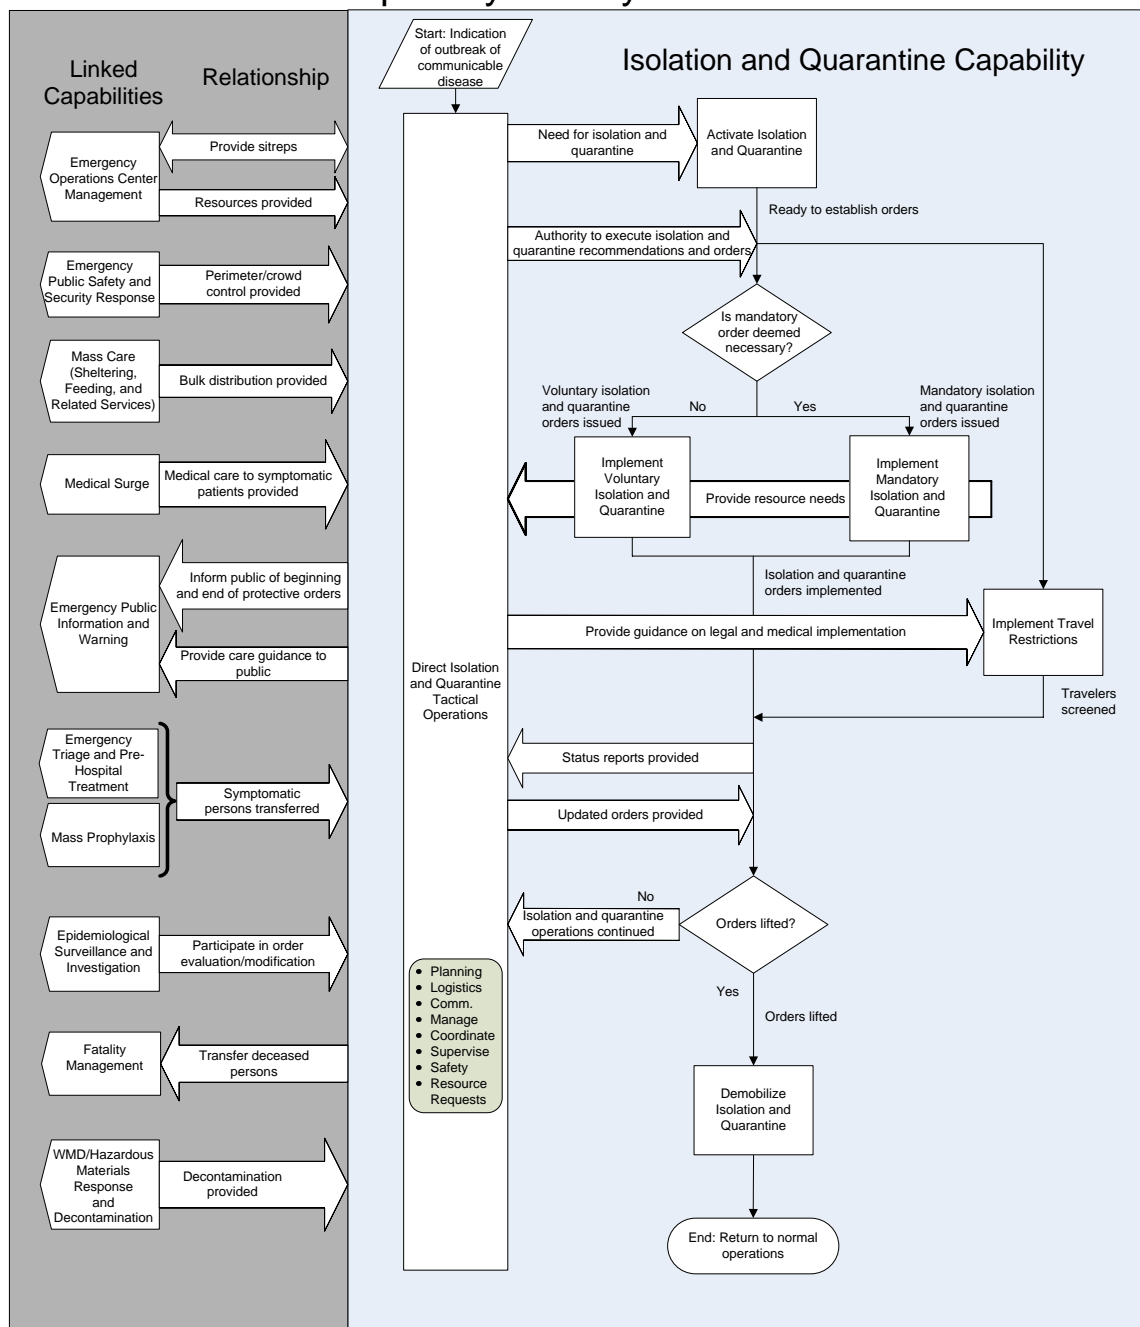 Linked
Capabilities
Relationship
Isolation and Quarantine Capability
Start: Indication
of outbreak of
communicable
disease
Emergency
Operations Center
Management
Provide sitreps
Resources provided
Emergency
Public Safety and
Security Response
Perimeter/crowd
control provided
Mass Care
(Sheltering,
Feeding, and
Related Services)
Bulk distribution provided
Medical Surge
Medical care to symptomatic
patients provided
Emergency Public
Information and
Warning
Inform public of beginning
and end of protective orders
Provide care guidance to
public
Emergency
Triage and Pre-
Hospital
Treatment
Mass Prophylaxis
Symptomatic
persons transferred
Epidemiological
Surveillance and
Investigation
Participate in order
evaluation/modification
Fatality
Management
Transfer deceased
persons
WMD/Hazardous
Materials
Response
and
Decontamination
Decontamination
provided
Direct Isolation
and Quarantine
Tactical
Operations
• Planning
• Logistics
• Comm.
• Manage
• Coordinate
• Supervise
• Safety
• Resource
Requests
Need for isolation and
quarantine
Activate Isolation
and Quarantine
Ready to establish orders
Authority to execute isolation and
quarantine recommendations and orders
Is mandatory
order deemed
necessary?
Voluntary isolation
and quarantine
orders issued
No
Yes
Mandatory isolation
and quarantine
orders issued
Implement
Voluntary
Isolation and
Quarantine
Provide resource needs
Implement
Mandatory
Isolation and
Quarantine
Isolation and quarantine
orders implemented
Provide guidance on legal and medical implementation
Implement Travel
Restrictions
Travelers
screened
Status reports provided
Updated orders provided
No
Isolation and quarantine
operations continued
Orders lifted?
Yes
Orders lifted
Demobilize
Isolation and
Quarantine
End: Return to normal
operations